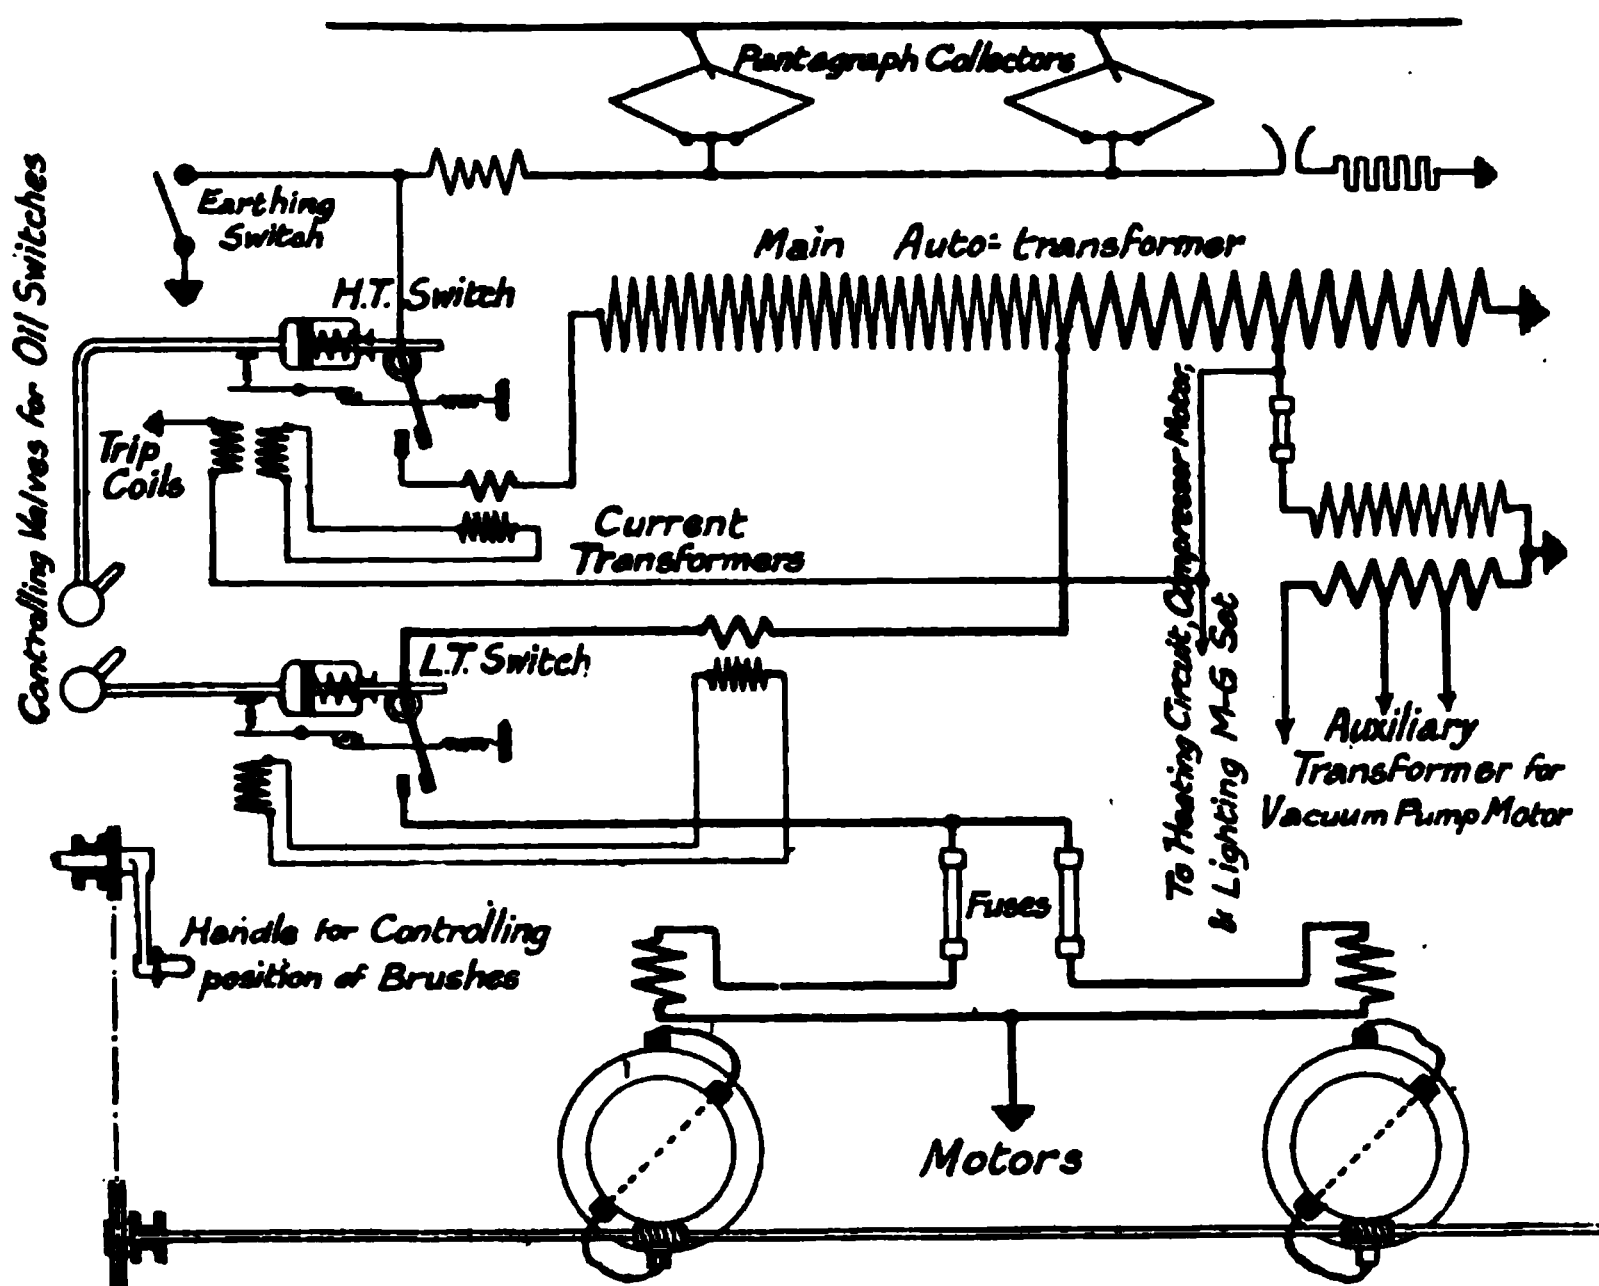 Pantagraph Collectors
Controlling Valves for Oil Switches
Earthing
Switch
Main Auto-transformer
H.T. Switch
Trip
Coils
Current
Transformers
To Heating Circuit, Compressor Motor,
& Lighting M-G Set
L.T. Switch
Auxiliary
Transformer for
Vacuum Pump Motor
Fuses
Handle for Controlling
position of Brushes
Motors